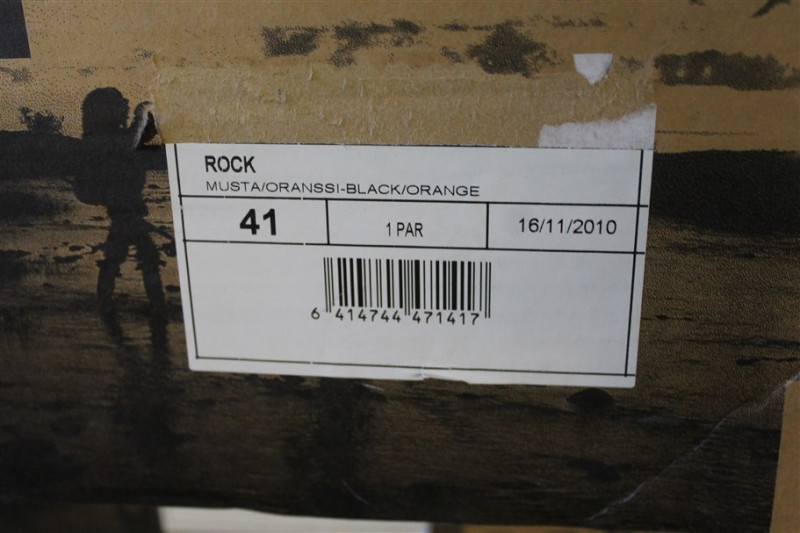 ROCK
MUSTA/ORANSSI-BLACK/ORANGE
41 1 PAR 16/11/2010
6 414744 471417